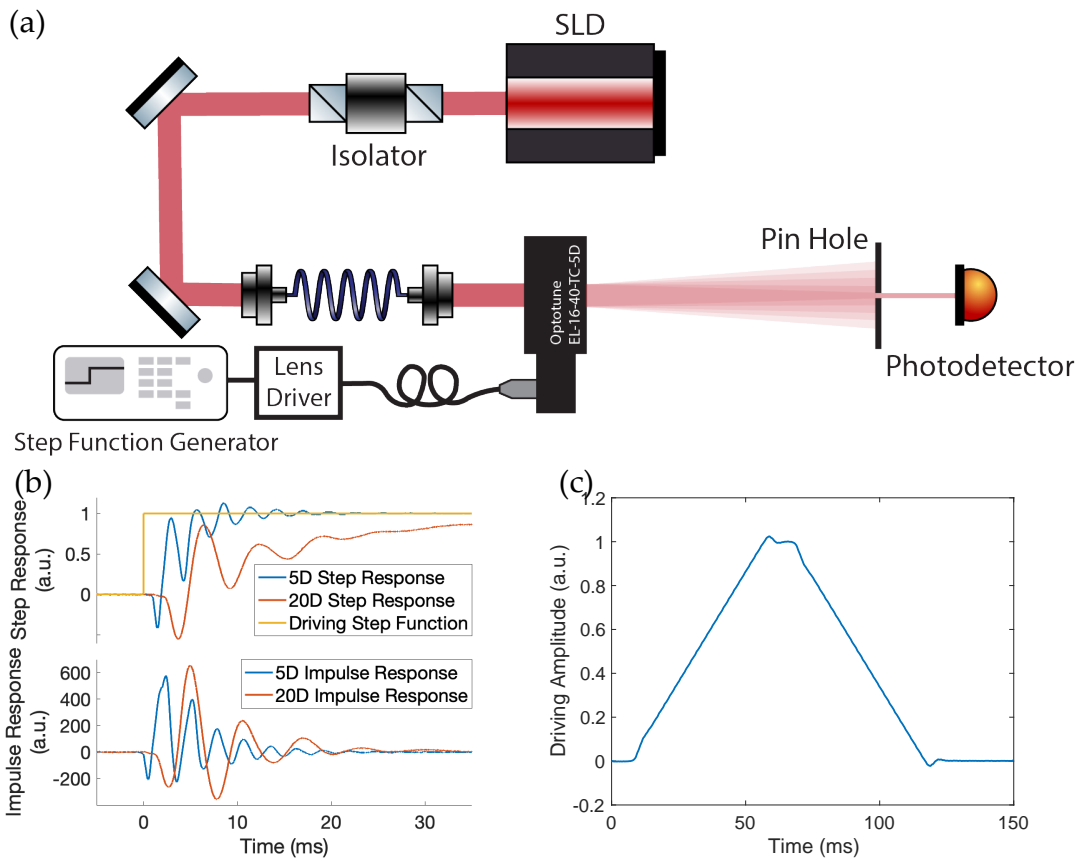 (a)
SLD
Isolator
Pin Hole
Optotune
EL-16-40-TC-5D
Photodetector
Lens
Driver
Step Function Generator
(b)
Step Response
(a.u.)
1
0.5
0
5D Step Response
20D Step Response
Driving Step Function
Impulse Response
(a.u.)
600
400
200
0
-200
5D Impulse Response
20D Impulse Response
0
10
20
30
Time (ms)
(c)
Driving Amplitude (a.u.)
1.2
1
0.8
0.6
0.4
0.2
0
-0.2
0
50
100
150
Time (ms)